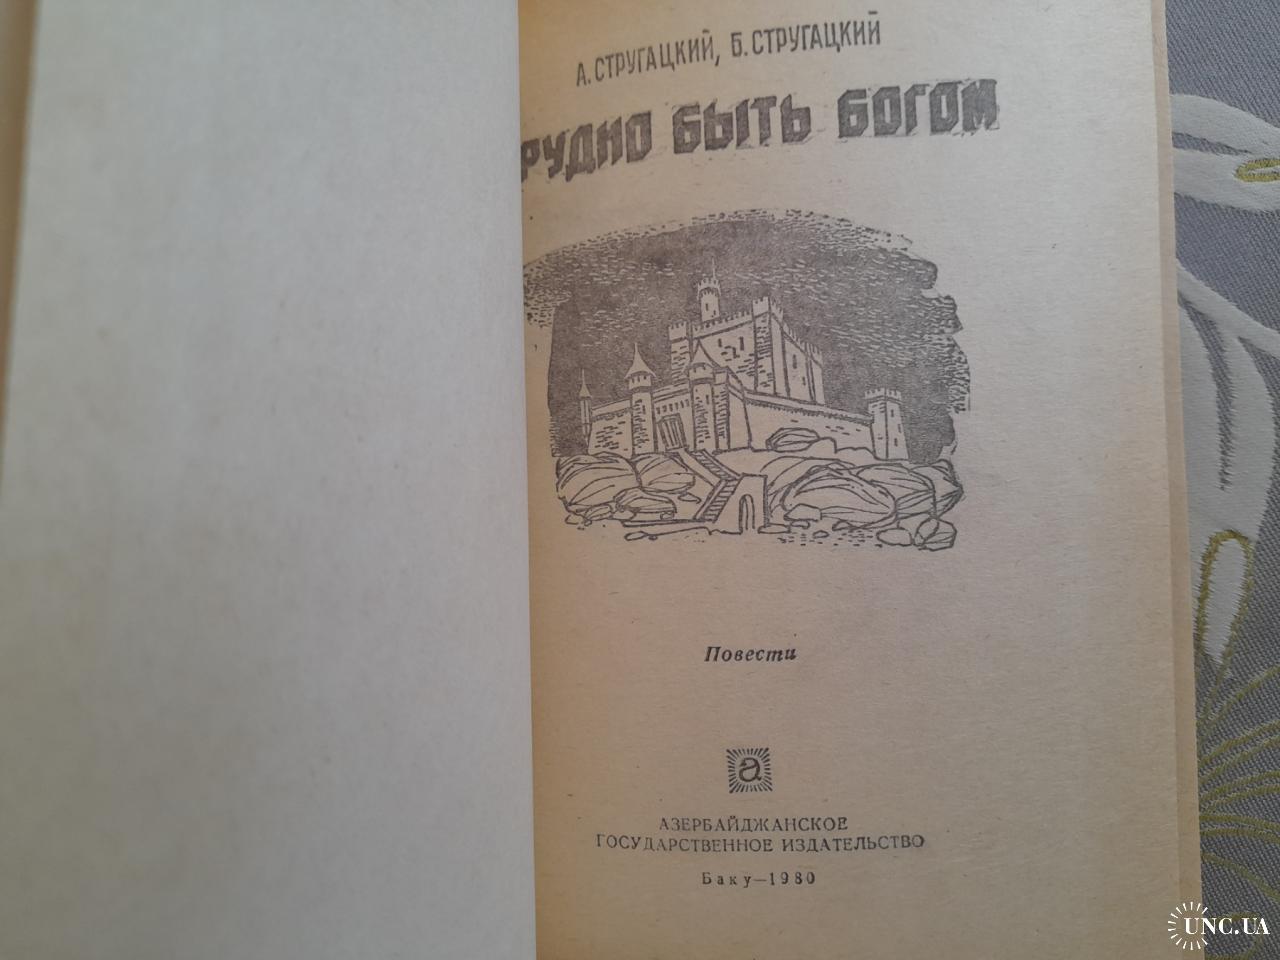 А. СТРУГАЦКИЙ, Б. СТРУГАЦКИЙ
РУДНО БЫТЬ БОГОМ
Повести
а
АЗЕРБАЙДЖАНСКОЕ
ГОСУДАРСТВЕННОЕ ИЗДАТЕЛЬСТВО
Баку—1980
UNC.UA